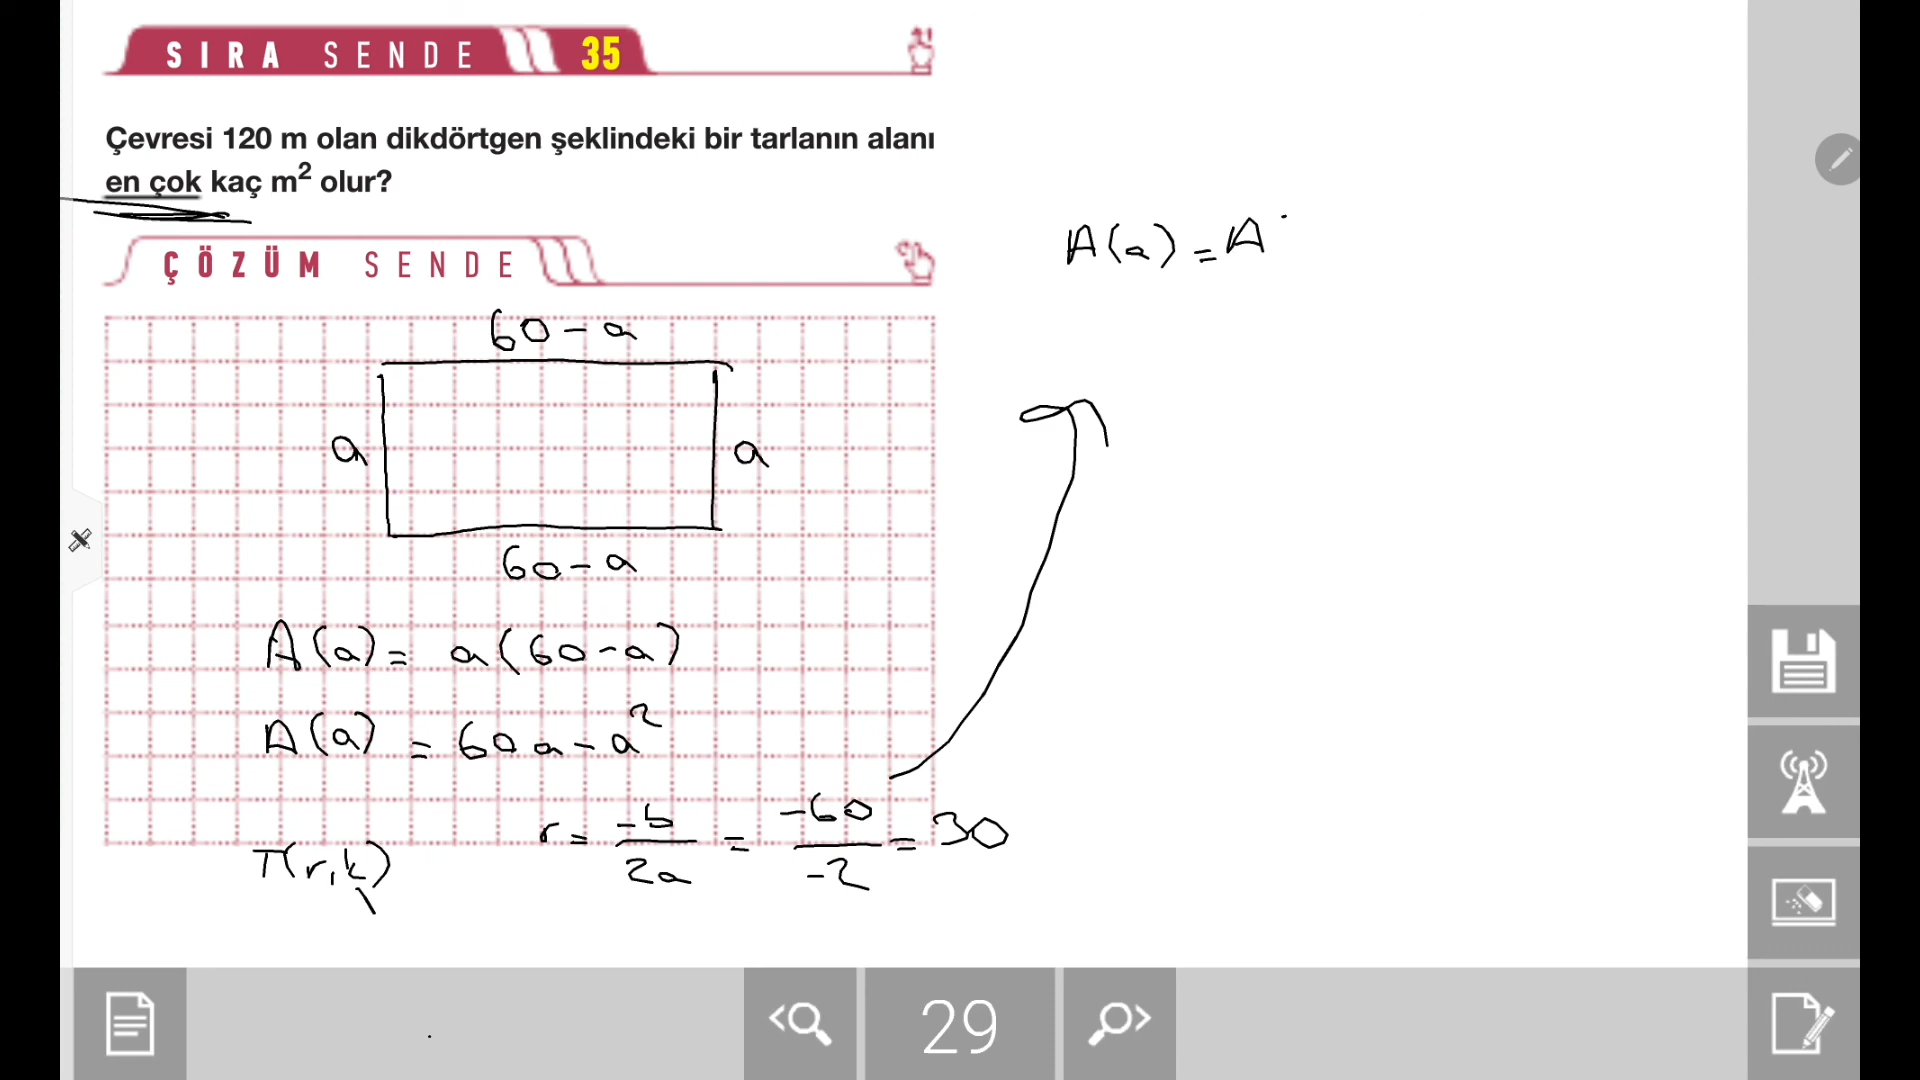 SIRA SENDE 35
Çevresi 120 m olan dikdörtgen şeklindeki bir tarlanın alanı
en çok kaç m² olur?
ÇÖZÜM SENDE
60-a
a
a
60-a
A(a) = a(60-a)
A(a) = 60a-a²
T(r,k)
r = -b/2a = -60/-2 = 30
A(a) = A
29